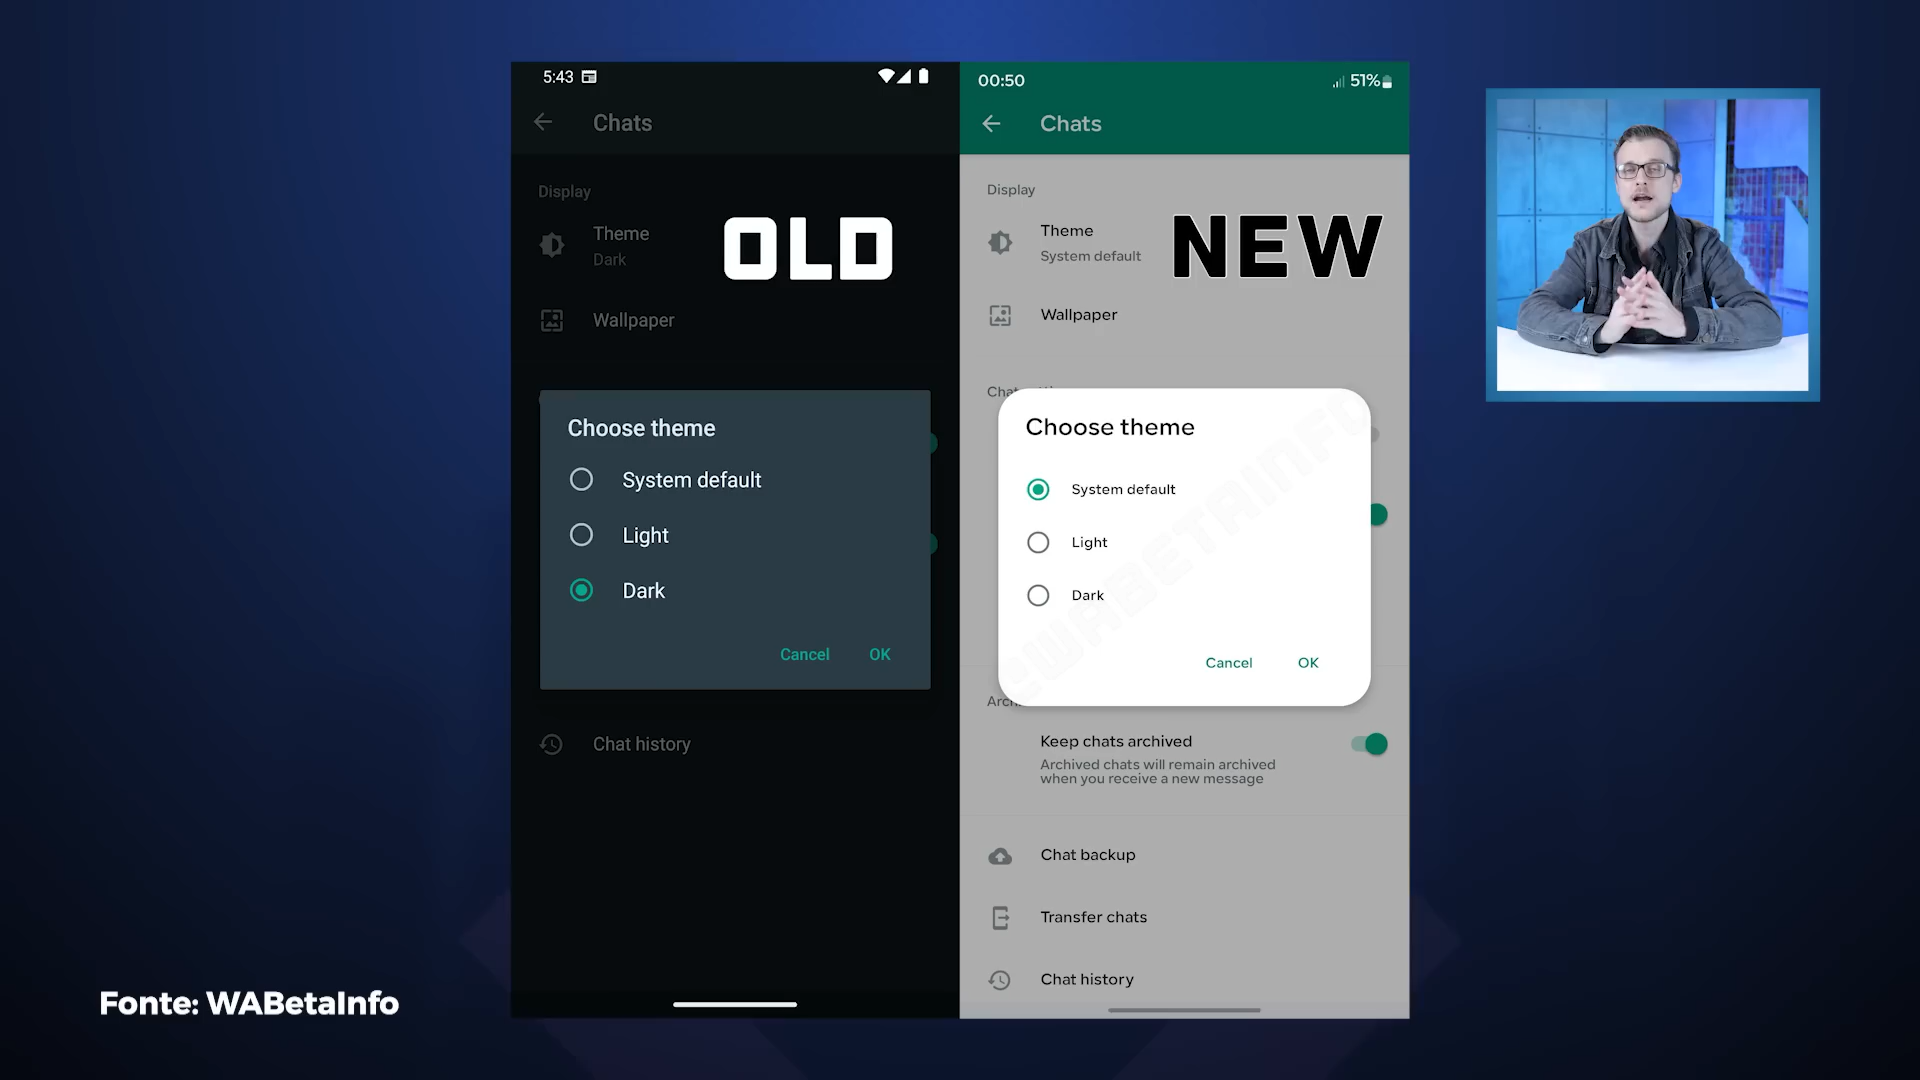 5:43
Chats
Display
Theme
Dark
OLD
Wallpaper
Choose theme
System default
Light
Dark
Cancel OK
Chat history
00:50
51%
Chats
Display
Theme
System default
NEW
Wallpaper
Choose theme
System default
Light
Dark
Cancel OK
WABETAINFO
Keep chats archived
Archived chats will remain archived
when you receive a new message
Chat backup
Transfer chats
Chat history
Fonte: WABetaInfo